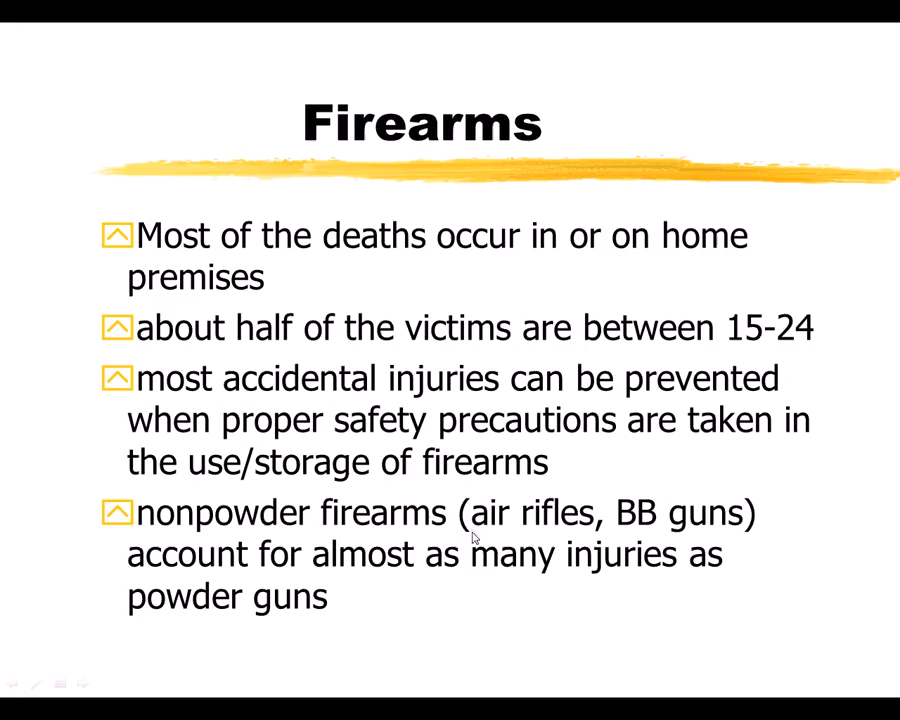 Firearms
Most of the deaths occur in or on home
premises
about half of the victims are between 15-24
most accidental injuries can be prevented
when proper safety precautions are taken in
the use/storage of firearms
nonpowder firearms (air rifles, BB guns)
account for almost as many injuries as
powder guns